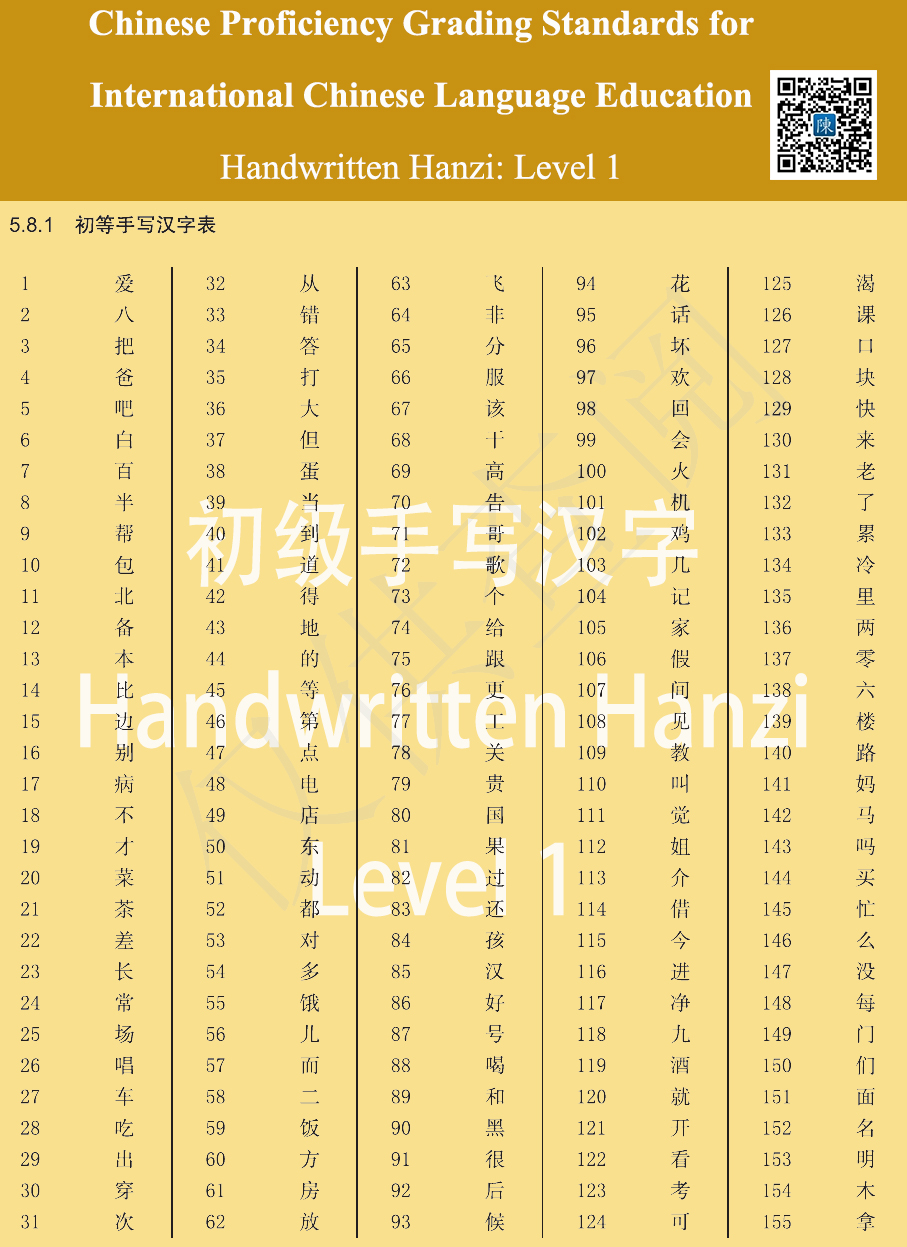 Chinese Proficiency Grading Standards for
International Chinese Language Education
Handwritten Hanzi: Level 1
陳
5.8.1 初等手写汉字表
1 爱 32 从 63 飞 94 花 125 渴
2 八 33 错 64 非 95 话 126 课
3 把 34 答 65 分 96 坏 127 口
4 爸 35 打 66 服 97 欢 128 块
5 吧 36 大 67 该 98 回 129 快
6 白 37 但 68 干 99 会 130 来
7 百 38 蛋 69 高 100 火 131 老
8 半 39 当 70 告 101 机 132 了
9 帮 40 到 71 哥 102 鸡 133 累
10 包 41 道 72 歌 103 几 134 冷
11 北 42 得 73 个 104 记 135 里
12 备 43 地 74 给 105 家 136 两
13 本 44 的 75 跟 106 假 137 零
14 比 45 等 76 更 107 间 138 六
15 边 46 第 77 工 108 见 139 楼
16 别 47 点 78 关 109 教 140 路
17 病 48 电 79 贵 110 叫 141 妈
18 不 49 店 80 国 111 觉 142 马
19 才 50 东 81 果 112 姐 143 吗
20 菜 51 动 82 过 113 介 144 买
21 茶 52 都 83 还 114 借 145 忙
22 差 53 对 84 孩 115 今 146 么
23 长 54 多 85 汉 116 进 147 没
24 常 55 饿 86 好 117 净 148 每
25 场 56 儿 87 号 118 九 149 门
26 唱 57 而 88 喝 119 酒 150 们
27 车 58 二 89 和 120 就 151 面
28 吃 59 饭 90 黑 121 开 152 名
29 出 60 方 91 很 122 看 153 明
30 穿 61 房 92 后 123 考 154 木
31 次 62 放 93 候 124 可 155 拿
初级手写汉字
Handwritten Hanzi
Level 1
仅供查阅